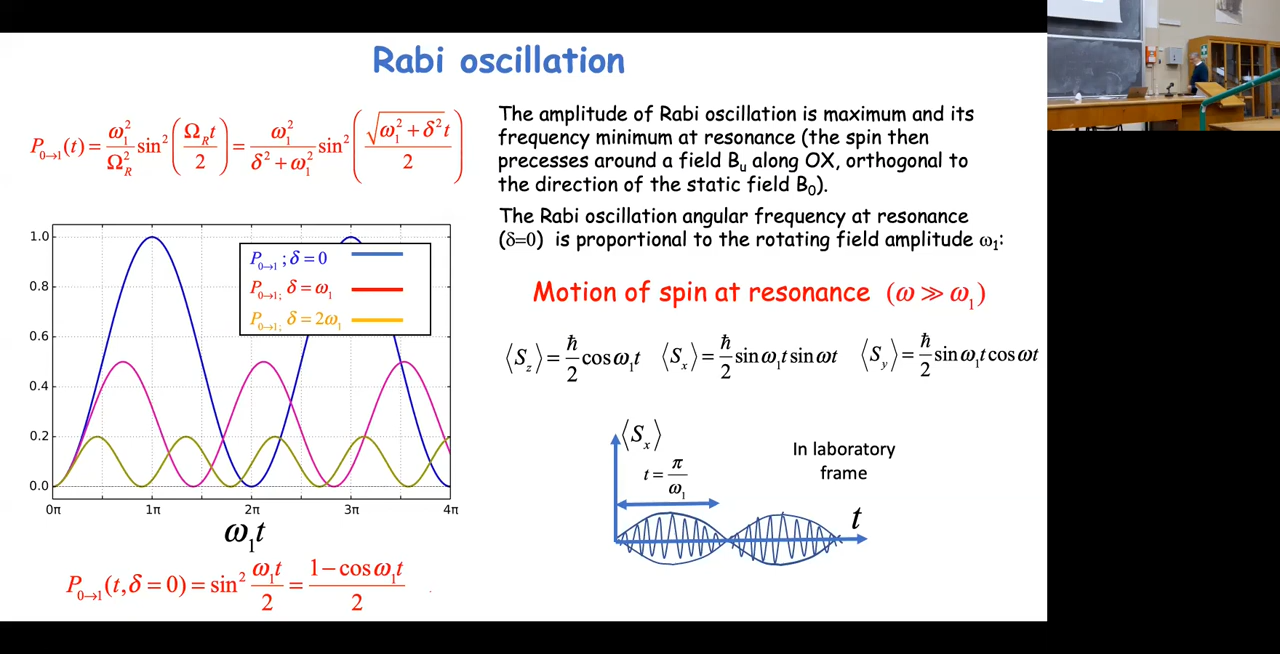 Rabi oscillation
P₀→₁(t) = ω₁²/Ω_R² sin²(Ω_R t/2) = ω₁²/(δ² + ω₁²) sin²(√(ω₁² + δ²) t/2)
1.0
0.8
0.6
0.4
0.2
0.0
0π 1π 2π 3π 4π
P₀→₁ ; δ = 0
P₀→₁; δ = ω₁
P₀→₁; δ = 2ω₁
ω₁t
P₀→₁(t, δ = 0) = sin² ω₁t/2 = (1 − cos ω₁t)/2
The amplitude of Rabi oscillation is maximum and its
frequency minimum at resonance (the spin then
precesses around a field Bᵤ along OX, orthogonal to
the direction of the static field B₀).
The Rabi oscillation angular frequency at resonance
(δ=0) is proportional to the rotating field amplitude ω₁:
Motion of spin at resonance (ω ≫ ω₁)
⟨S_z⟩ = ℏ/2 cos ω₁t ⟨S_x⟩ = ℏ/2 sin ω₁t sin ωt ⟨S_y⟩ = ℏ/2 sin ω₁t cos ωt
⟨S_x⟩
t = π/ω₁
In laboratory
frame
t